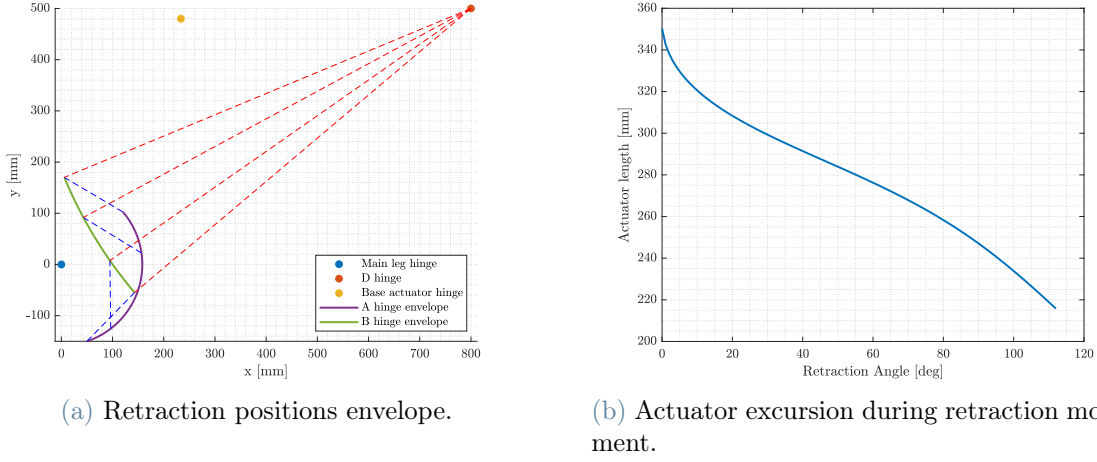 500
400
300
200
100
0
-100
y [mm]
0 100 200 300 400 500 600 700 800
x [mm]
Main leg hinge
D hinge
Base actuator hinge
A hinge envelope
B hinge envelope
(a) Retraction positions envelope.
360
340
320
300
280
260
240
220
200
Actuator length [mm]
0 20 40 60 80 100 120
Retraction Angle [deg]
(b) Actuator excursion during retraction mo
ment.